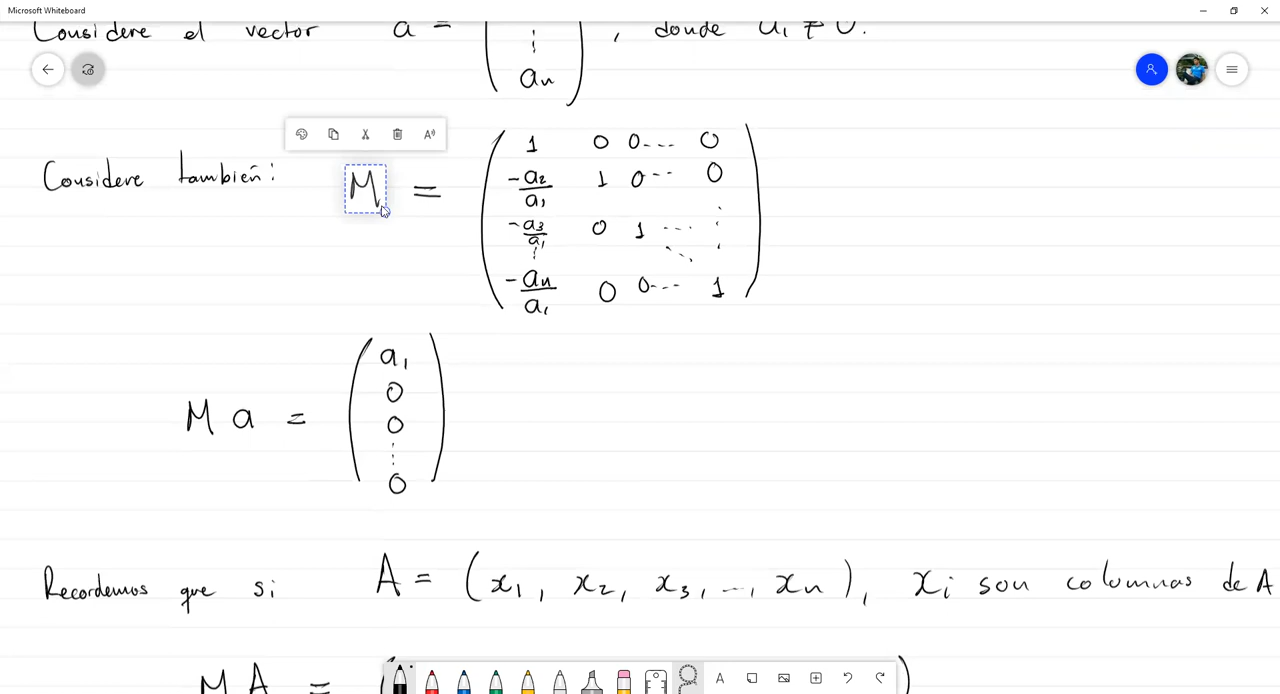 Microsoft Whiteboard
Considere el vector a = ( ⋮ an ), donde a₁ ≠ 0.
Considere también: M = ( 1 0 0... 0
-a₂/a₁ 1 0... 0
-a₃/a₁ 0 1 ... ⋮
⋮ ⋱
-an/a₁ 0 0... 1 )
M a = ( a₁
0
0
⋮
0 )
Recordemos que si A = (x₁, x₂, x₃, ..., xn), xi son columnas de A
M A = ( )